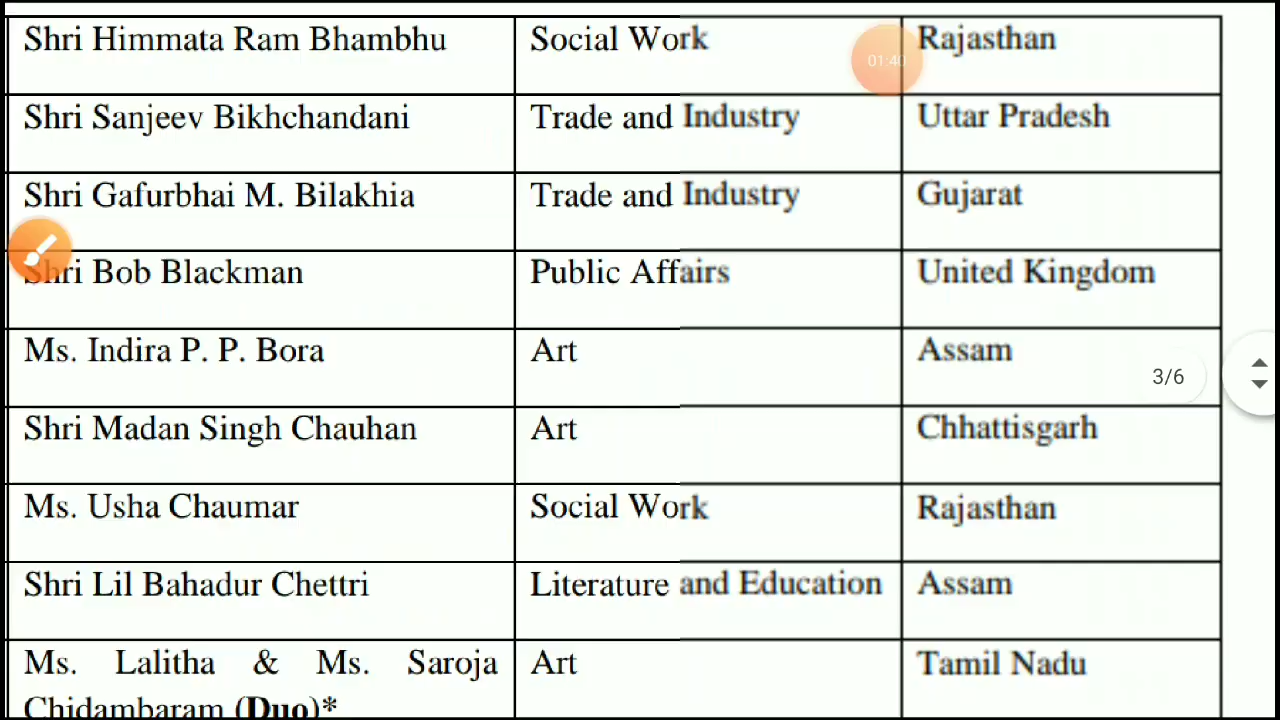 Shri Himmata Ram Bhambhu Social Work Rajasthan
01:40
Shri Sanjeev Bikhchandani Trade and Industry Uttar Pradesh
Shri Gafurbhai M. Bilakhia Trade and Industry Gujarat
Shri Bob Blackman Public Affairs United Kingdom
Ms. Indira P. P. Bora Art Assam
3/6
Shri Madan Singh Chauhan Art Chhattisgarh
Ms. Usha Chaumar Social Work Rajasthan
Shri Lil Bahadur Chettri Literature and Education Assam
Ms. Lalitha & Ms. Saroja Art Tamil Nadu
Chidambaram (Duo)*